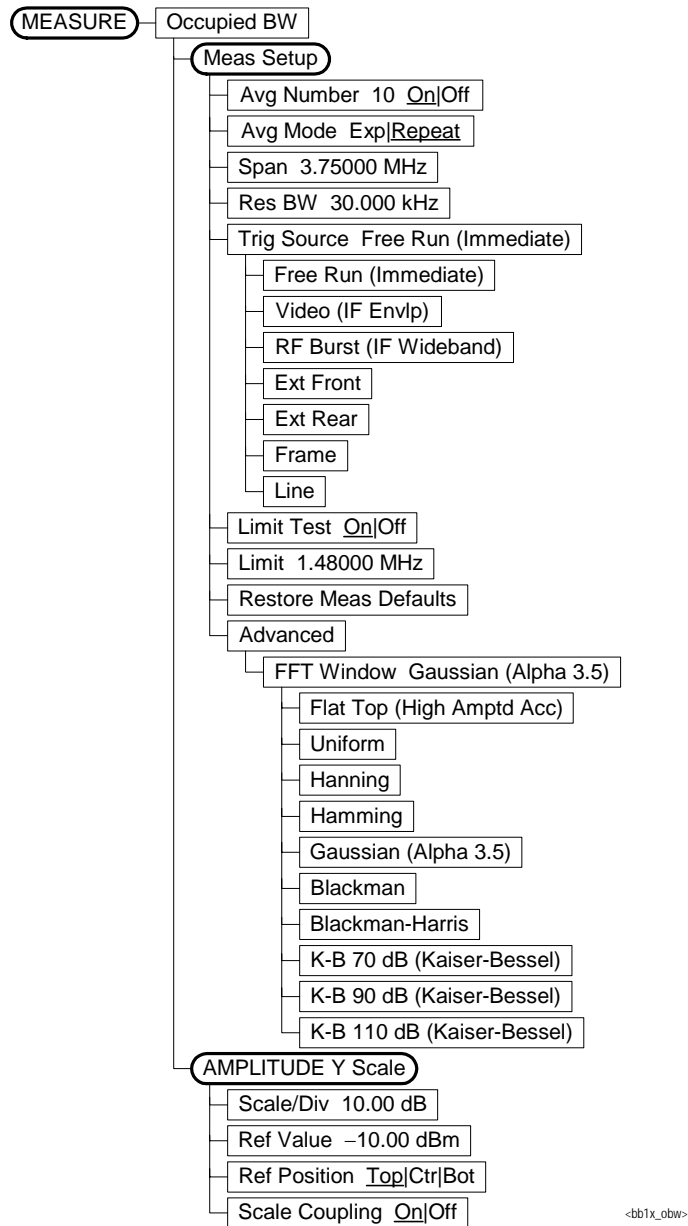 MEASURE
Occupied BW
Meas Setup
Avg Number 10 On|Off
Avg Mode Exp|Repeat
Span 3.75000 MHz
Res BW 30.000 kHz
Trig Source Free Run (Immediate)
Free Run (Immediate)
Video (IF Envlp)
RF Burst (IF Wideband)
Ext Front
Ext Rear
Frame
Line
Limit Test On|Off
Limit 1.48000 MHz
Restore Meas Defaults
Advanced
FFT Window Gaussian (Alpha 3.5)
Flat Top (High Amptd Acc)
Uniform
Hanning
Hamming
Gaussian (Alpha 3.5)
Blackman
Blackman-Harris
K-B 70 dB (Kaiser-Bessel)
K-B 90 dB (Kaiser-Bessel)
K-B 110 dB (Kaiser-Bessel)
AMPLITUDE Y Scale
Scale/Div 10.00 dB
Ref Value –10.00 dBm
Ref Position Top|Ctr|Bot
Scale Coupling On|Off
<bb1x_obw>